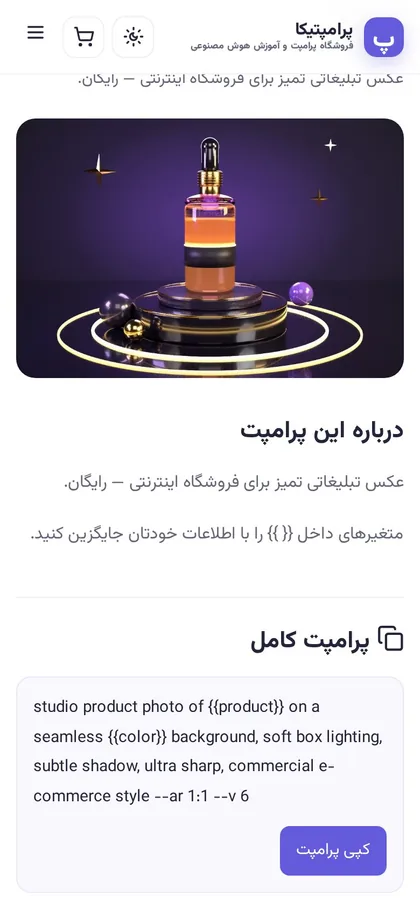 پ
پرامپتیکا
فروشگاه پرامپت و آموزش هوش مصنوعی
عکس تبلیغاتی تمیز برای فروشگاه اینترنتی — رایگان.
درباره این پرامپت
عکس تبلیغاتی تمیز برای فروشگاه اینترنتی — رایگان.
متغیرهای داخل {{ }} را با اطلاعات خودتان جایگزین کنید.
پرامپت کامل
studio product photo of {{product}} on a
seamless {{color}} background, soft box lighting,
subtle shadow, ultra sharp, commercial e-
commerce style --ar 1:1 --v 6
کپی پرامپت